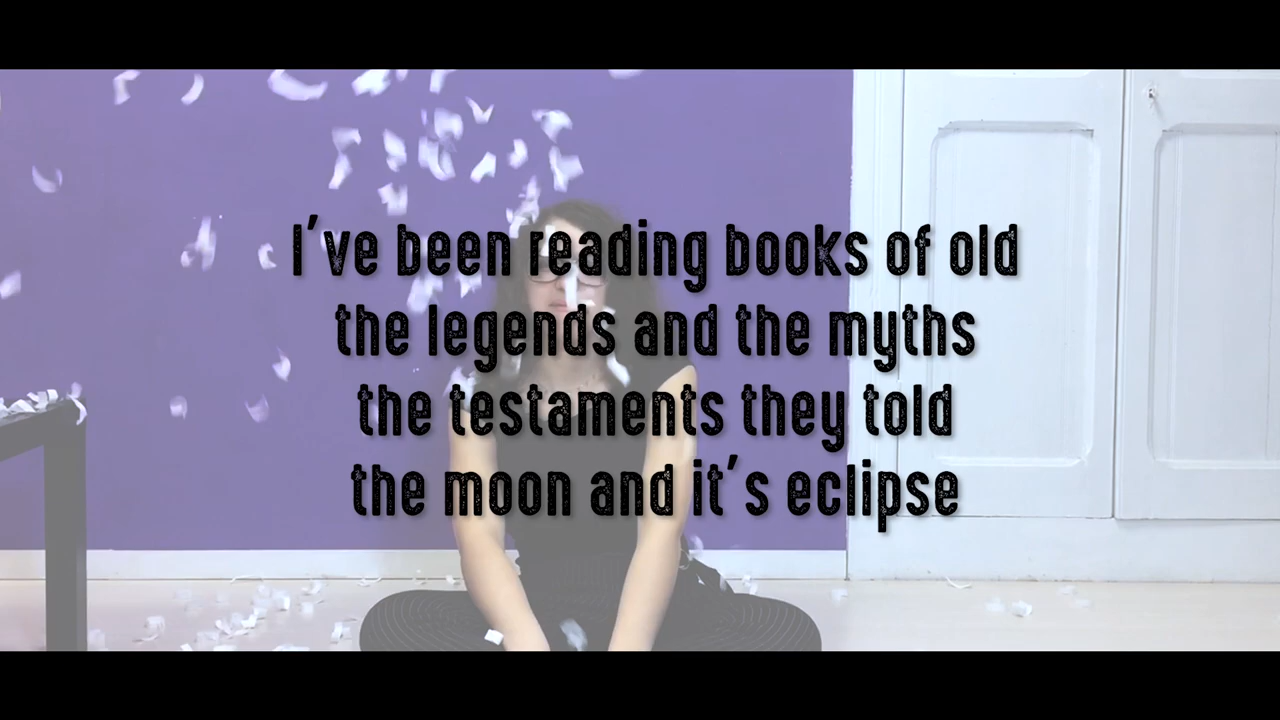 I've been reading books of old
the legends and the myths
the testaments they told
the moon and it's eclipse